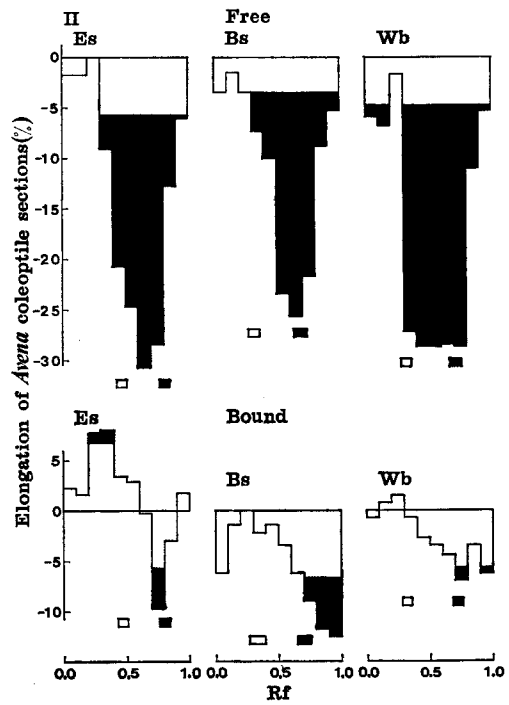 II
Free
Es
Bs
Wb
0
-5
-10
-15
-20
-25
-30
Elongation of Avena coleoptile sections(%)
Es
Bound
Bs
Wb
5
0
-5
-10
0.0 0.5 1.0
0.0 0.5 1.0
0.0 0.5 1.0
Rf